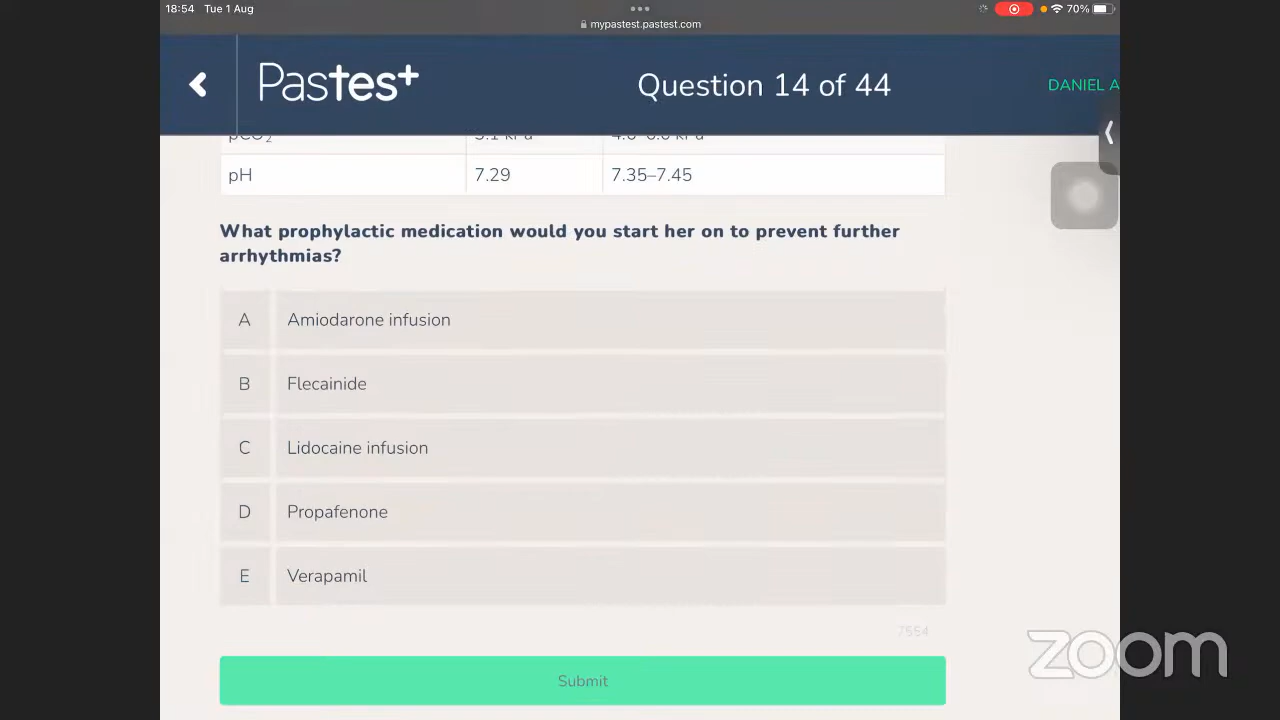 18:54 Tue 1 Aug
70%
mypastest.pastest.com
Pastest+
Question 14 of 44
DANIEL A
pH 7.29 7.35–7.45
What prophylactic medication would you start her on to prevent further
arrhythmias?
A Amiodarone infusion
B Flecainide
C Lidocaine infusion
D Propafenone
E Verapamil
7554
Submit
zoom